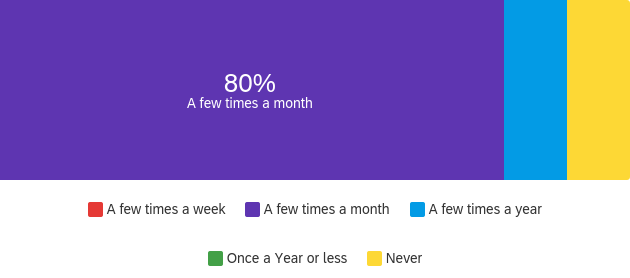 80%
A few times a month
A few times a week A few times a month A few times a year
Once a Year or less Never